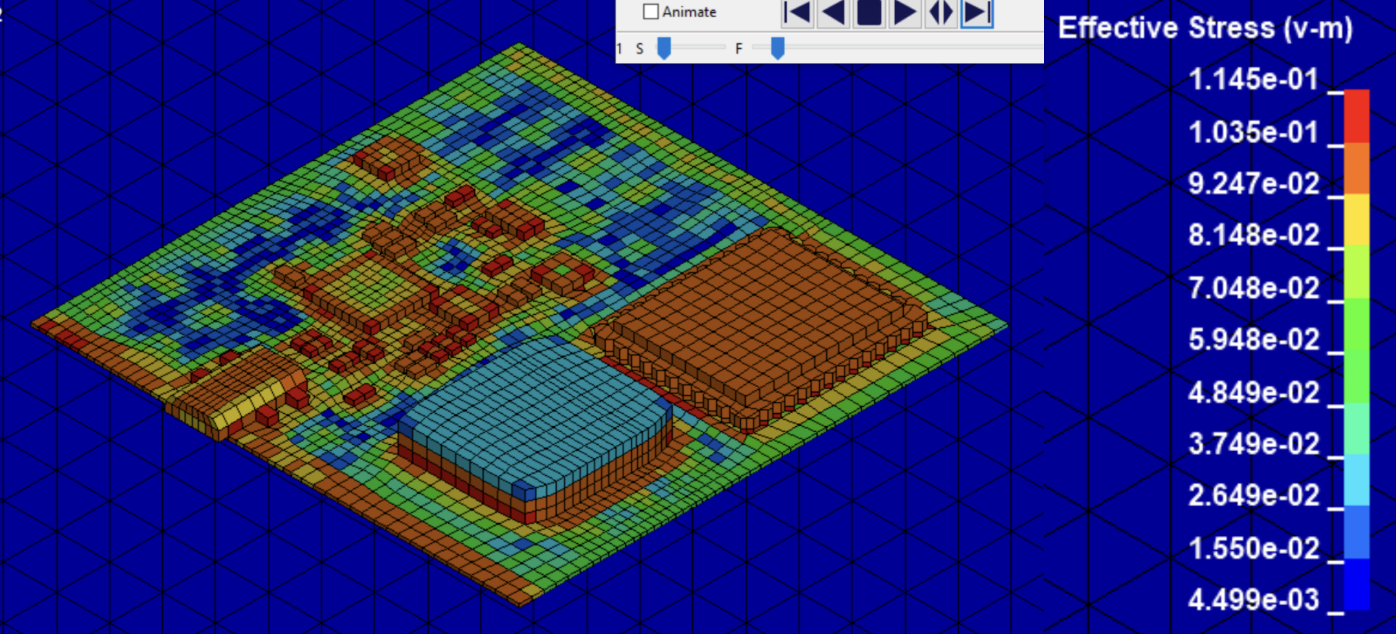 Animate
1 S F
Effective Stress (v-m)
1.145e-01
1.035e-01
9.247e-02
8.148e-02
7.048e-02
5.948e-02
4.849e-02
3.749e-02
2.649e-02
1.550e-02
4.499e-03